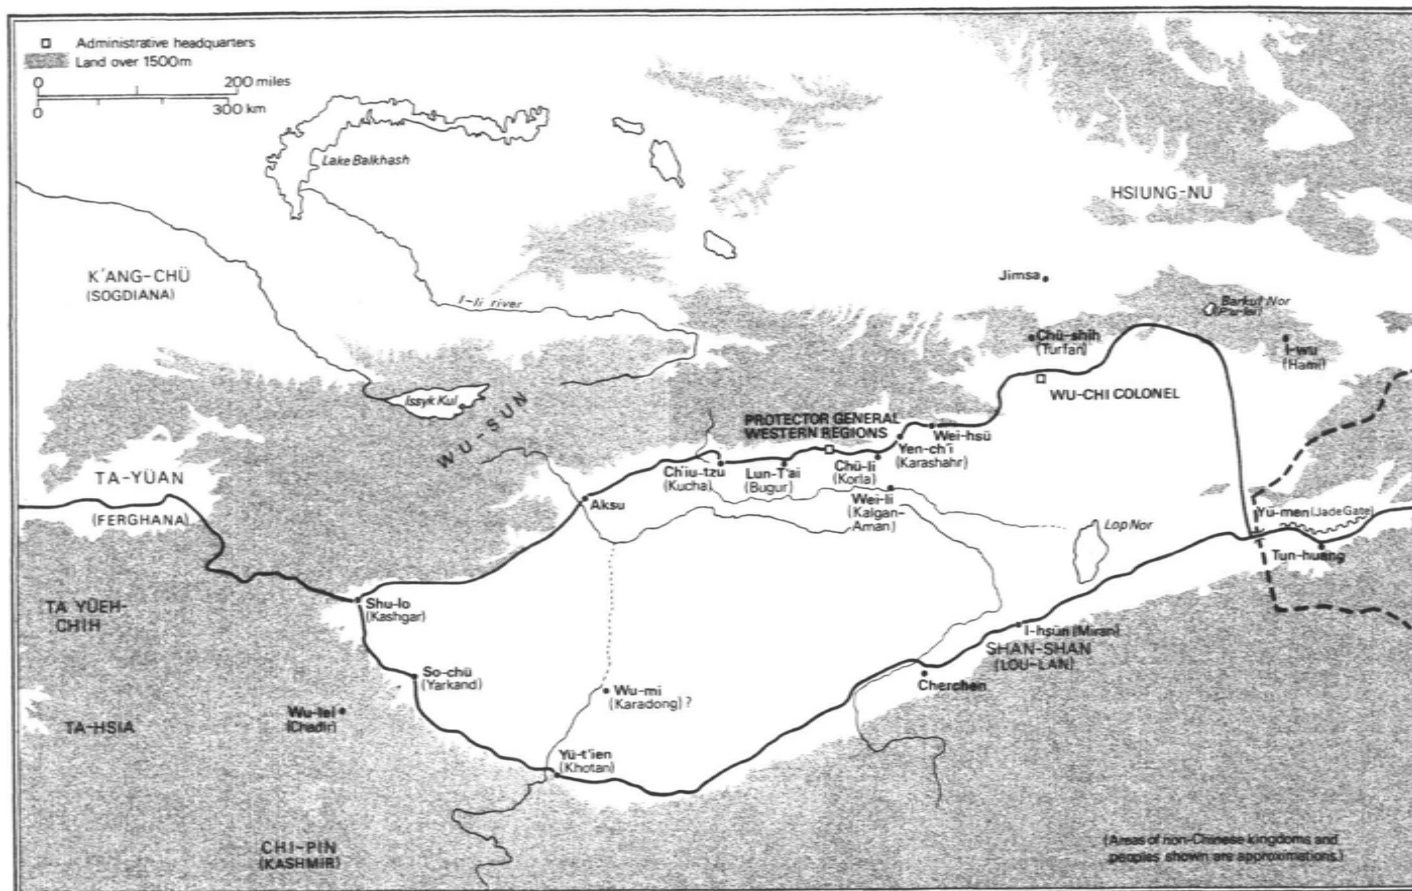 Administrative headquarters
Land over 1500m
0 200 miles
0 300 km
Lake Balkhash
HSIUNG-NU
K'ANG-CHÜ
(SOGDIANA)
I-li river
Jimsa
Barkul Nor
(P'u-lei)
Chü-shih
(Turfan)
I-wu
(Hami)
Issyk Kul
WU-SUN
WU-CHI COLONEL
PROTECTOR GENERAL
WESTERN REGIONS
Wei-hsü
Yen-ch'i
(Karashahr)
Ch'iu-tzu
(Kucha)
Lun-T'ai
(Bugur)
Chü-li
(Korla)
TA-YÜAN
(FERGHANA)
Aksu
Wei-li
(Kalgan-
Aman)
Lop Nor
Yü-men (Jade Gate)
Tun-huang
Shu-lo
(Kashgar)
TA YÜEH-
CHIH
I-hsün (Miran)
SHAN-SHAN
(LOU-LAN)
So-chü
(Yarkand)
Cherchen
Wu-mi
(Karadong) ?
Wu-lei
(Chadir)
TA-HSIA
Yü-t'ien
(Khotan)
CHI-PIN
(KASHMIR)
(Areas of non-Chinese kingdoms and
peoples shown are approximations.)